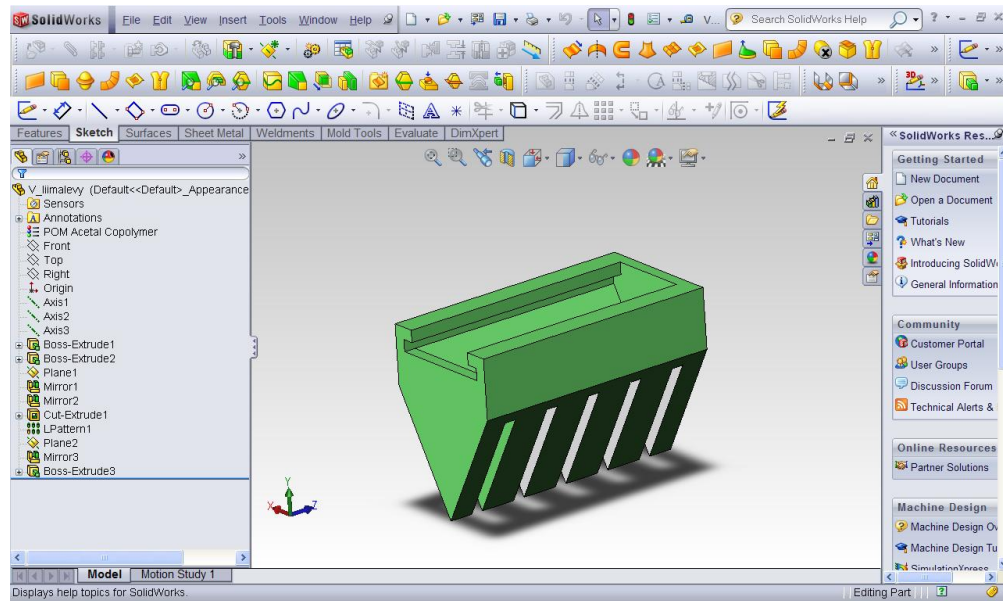 SolidWorks File Edit View Insert Tools Window Help V... Search SolidWorks Help
3D
Features Sketch Surfaces Sheet Metal Weldments Mold Tools Evaluate DimXpert
V_liimalevy (Default<<Default>_Appearance
Sensors
Annotations
POM Acetal Copolymer
Front
Top
Right
Origin
Axis1
Axis2
Axis3
Boss-Extrude1
Boss-Extrude2
Plane1
Mirror1
Mirror2
Cut-Extrude1
LPattern1
Plane2
Mirror3
Boss-Extrude3
Y
X
Z
SolidWorks Res...
Getting Started
New Document
Open a Document
Tutorials
What's New
Introducing SolidW
General Information
Community
Customer Portal
User Groups
Discussion Forum
Technical Alerts &
Online Resources
Partner Solutions
Machine Design
Machine Design Ov
Machine Design Tu
SimulationXpress
Model Motion Study 1
Displays help topics for SolidWorks. Editing Part